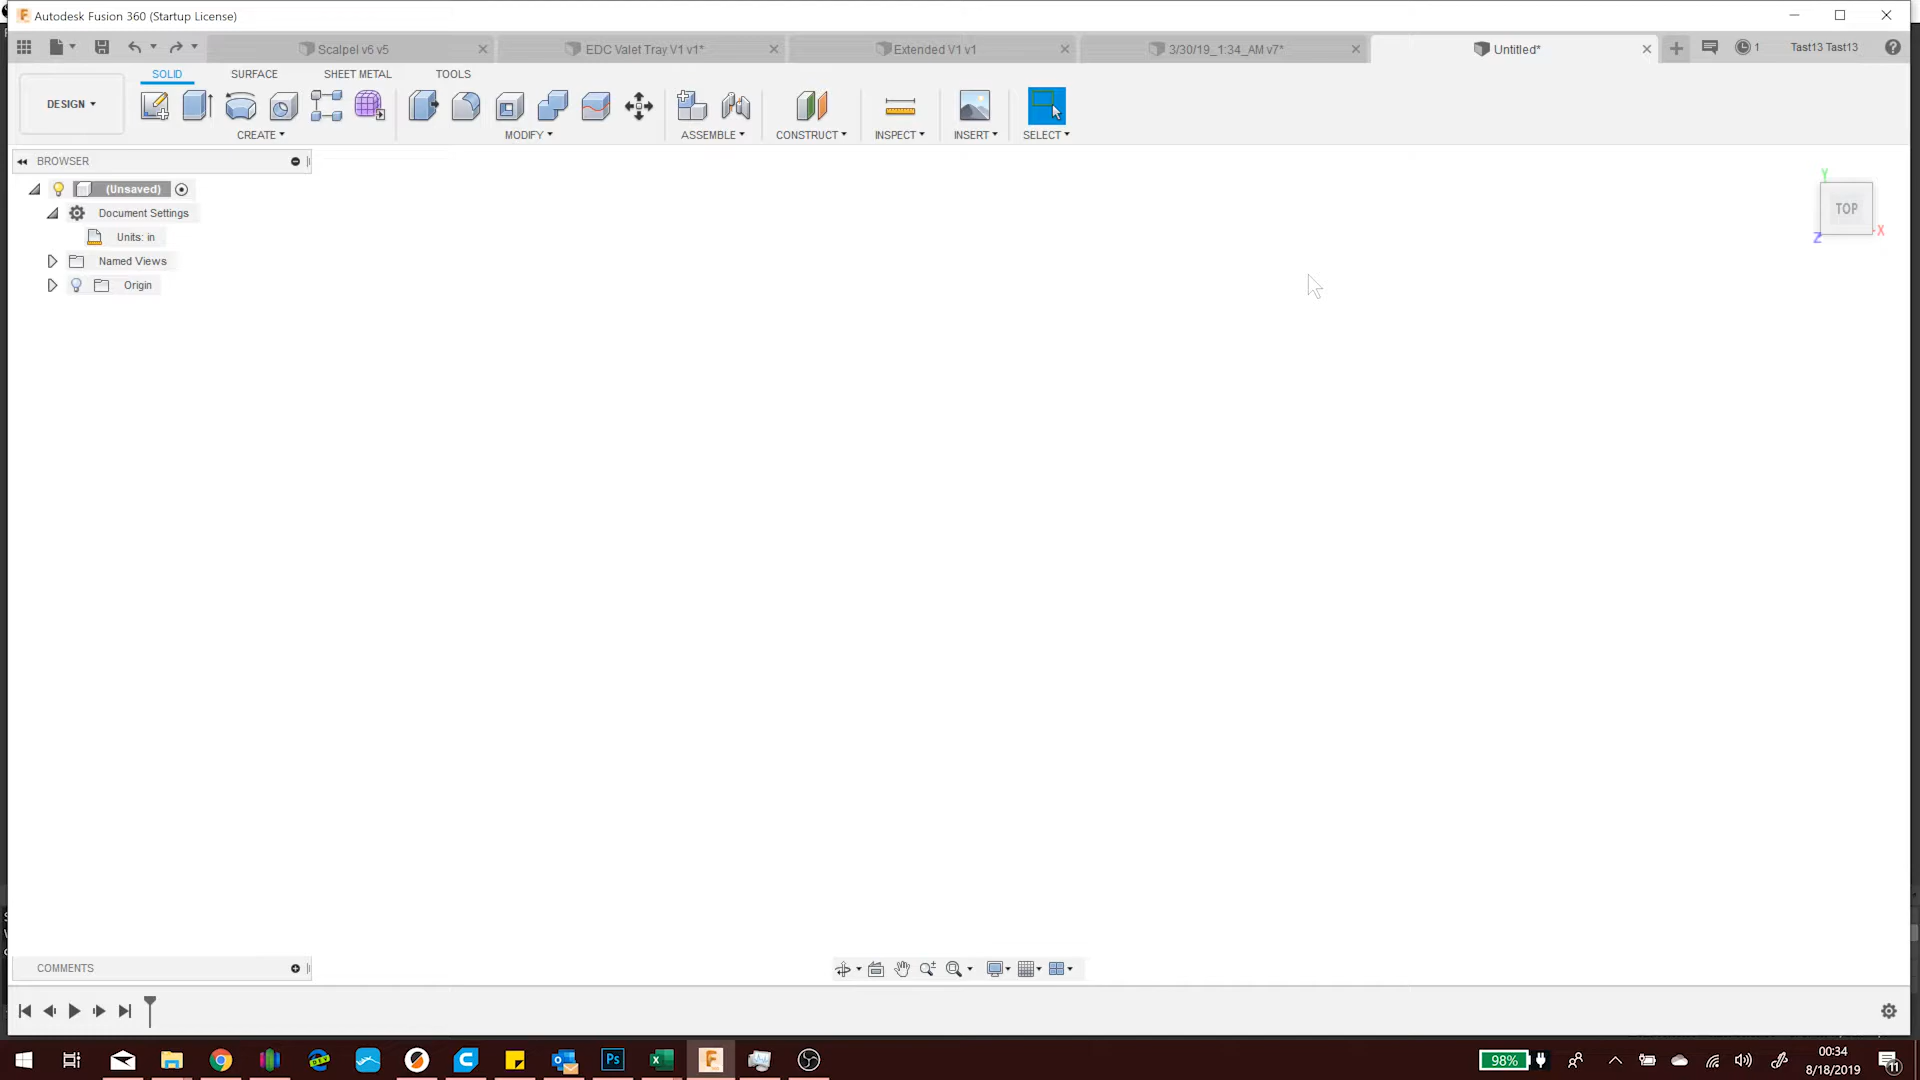 Autodesk Fusion 360 (Startup License)
Scalpel v6 v5
EDC Valet Tray V1 v1*
Extended V1 v1
3/30/19_1:34_AM v7*
Untitled*
1
Tast13 Tast13
SOLID
SURFACE
SHEET METAL
TOOLS
DESIGN
CREATE
MODIFY
ASSEMBLE
CONSTRUCT
INSPECT
INSERT
SELECT
BROWSER
(Unsaved)
Document Settings
Units: in
Named Views
Origin
Y
TOP
X
Z
COMMENTS
Ps
98%
00:34
8/18/2019
11